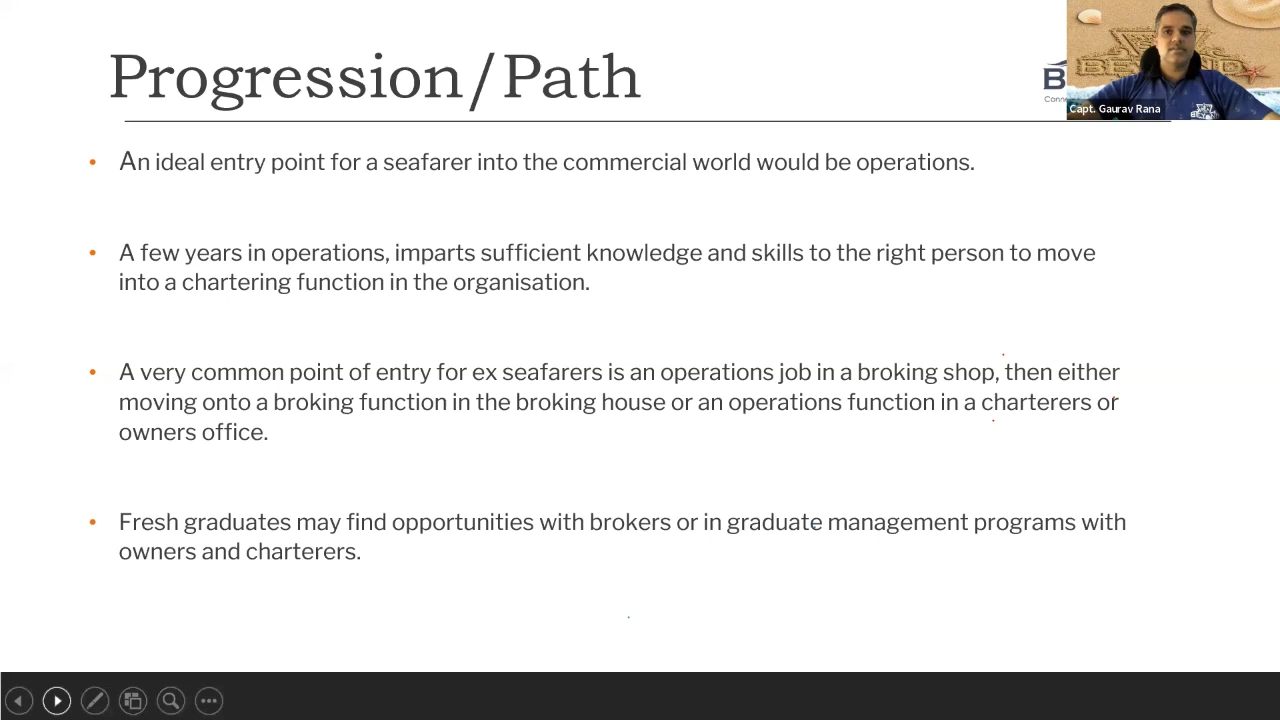 Progression/Path
BEYOND
Capt. Gaurav Rana
BEYOND
An ideal entry point for a seafarer into the commercial world would be operations.
A few years in operations, imparts sufficient knowledge and skills to the right person to move
into a chartering function in the organisation.
A very common point of entry for ex seafarers is an operations job in a broking shop, then either
moving onto a broking function in the broking house or an operations function in a charterers or
owners office.
Fresh graduates may find opportunities with brokers or in graduate management programs with
owners and charterers.